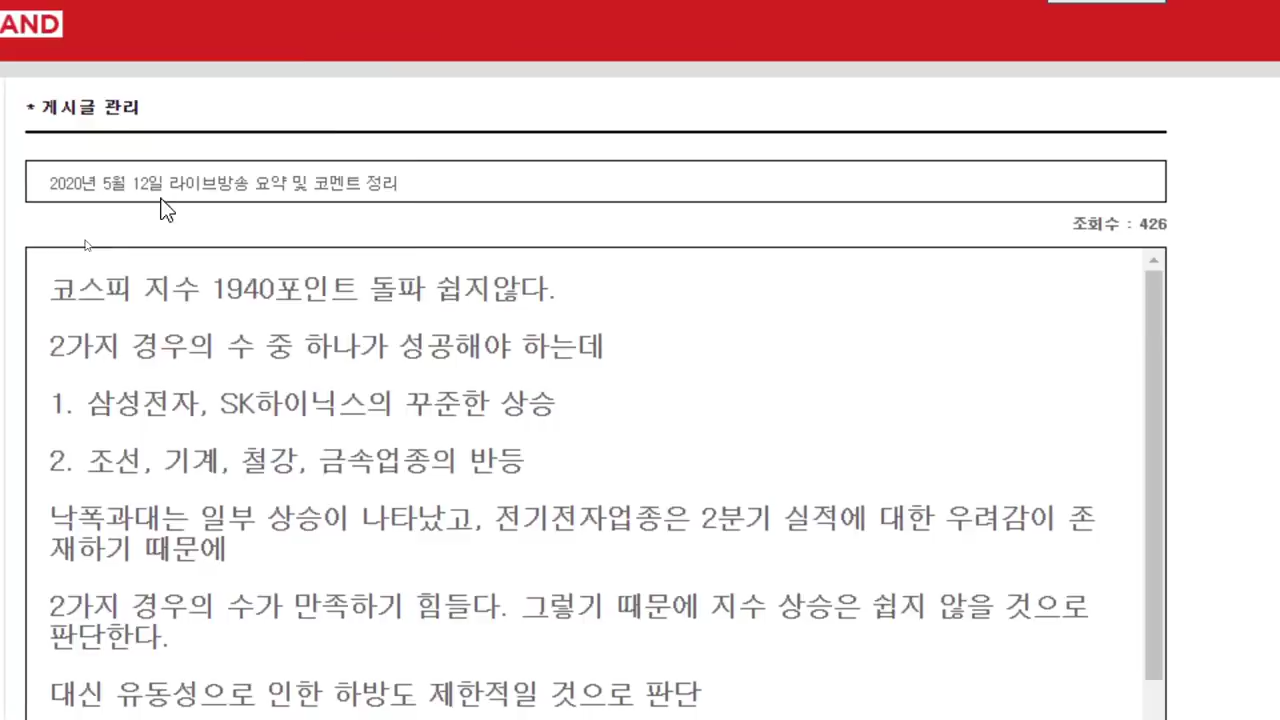 AND
* 게시글 관리
2020년 5월 12일 라이브방송 요약 및 코멘트 정리
조회수 : 426
코스피 지수 1940포인트 돌파 쉽지않다.
2가지 경우의 수 중 하나가 성공해야 하는데
1. 삼성전자, SK하이닉스의 꾸준한 상승
2. 조선, 기계, 철강, 금속업종의 반등
낙폭과대는 일부 상승이 나타났고, 전기전자업종은 2분기 실적에 대한 우려감이 존
재하기 때문에
2가지 경우의 수가 만족하기 힘들다. 그렇기 때문에 지수 상승은 쉽지 않을 것으로
판단한다.
대신 유동성으로 인한 하방도 제한적일 것으로 판단